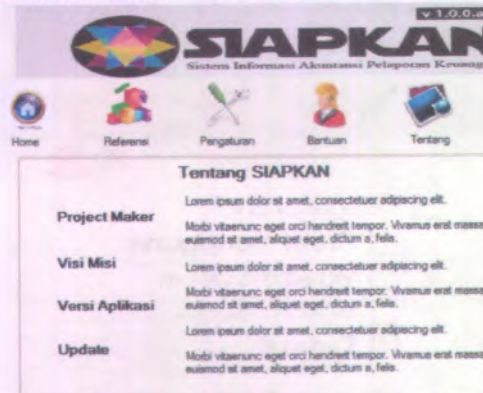 v 1.0.0.a
SIAPKAN
Sistem Informasi Akuntansi Pelaporan Keuang
Home
Referensi
Pengaturan
Bantuan
Tentang
Tentang SIAPKAN
Lorem ipsum dolor sit amet, consectetuer adipiscing elit.
Project Maker
Morbi vitaenunc eget orci hendrerit tempor. Vivamus erat massa
euismod sit amet, aliquet eget, dictum a, felis.
Visi Misi
Lorem ipsum dolor sit amet, consectetuer adipiscing elit.
Morbi vitaenunc eget orci hendrerit tempor. Vivamus erat massa
Versi Aplikasi
euismod sit amet, aliquet eget, dictum a, felis.
Lorem ipsum dolor sit amet, consectetuer adipiscing elit.
Update
Morbi vitaenunc eget orci hendrerit tempor. Vivamus erat massa
euismod sit amet, aliquet eget, dictum a, felis.